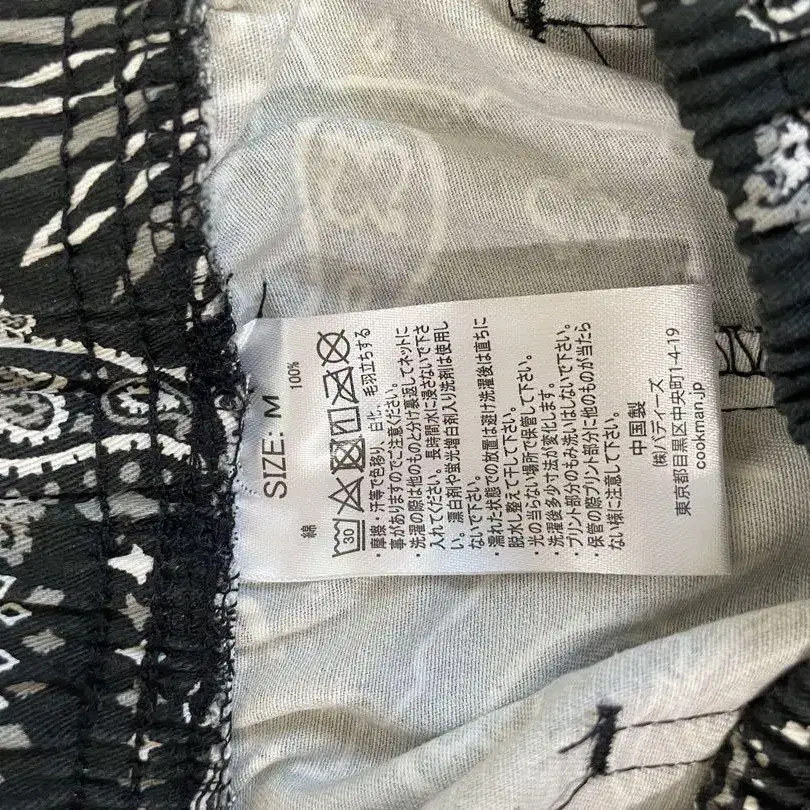 SIZE: M
綿 100%
30
・摩擦、汗等で色移り、白化、毛羽立ちする
事がありますのでご注意ください。
・洗濯の際は他のものと分け裏返してネットに
入れてください。長時間水に浸さないで下さ
い。漂白剤や蛍光増白剤入り洗剤は使用し
ないで下さい。
・濡れた状態での放置は避け洗濯後は直ちに
脱水し整えて干して下さい。
・光の当らない場所で保管して下さい。
・洗濯後多少寸法が変化します。
・プリント部分のもみ洗いはしないで下さい。
・保管の際プリント部分に他のものが当たら
ない様に注意して下さい。
中国製
(株)バディーズ
東京都目黒区中央町1-4-19
cookman.jp